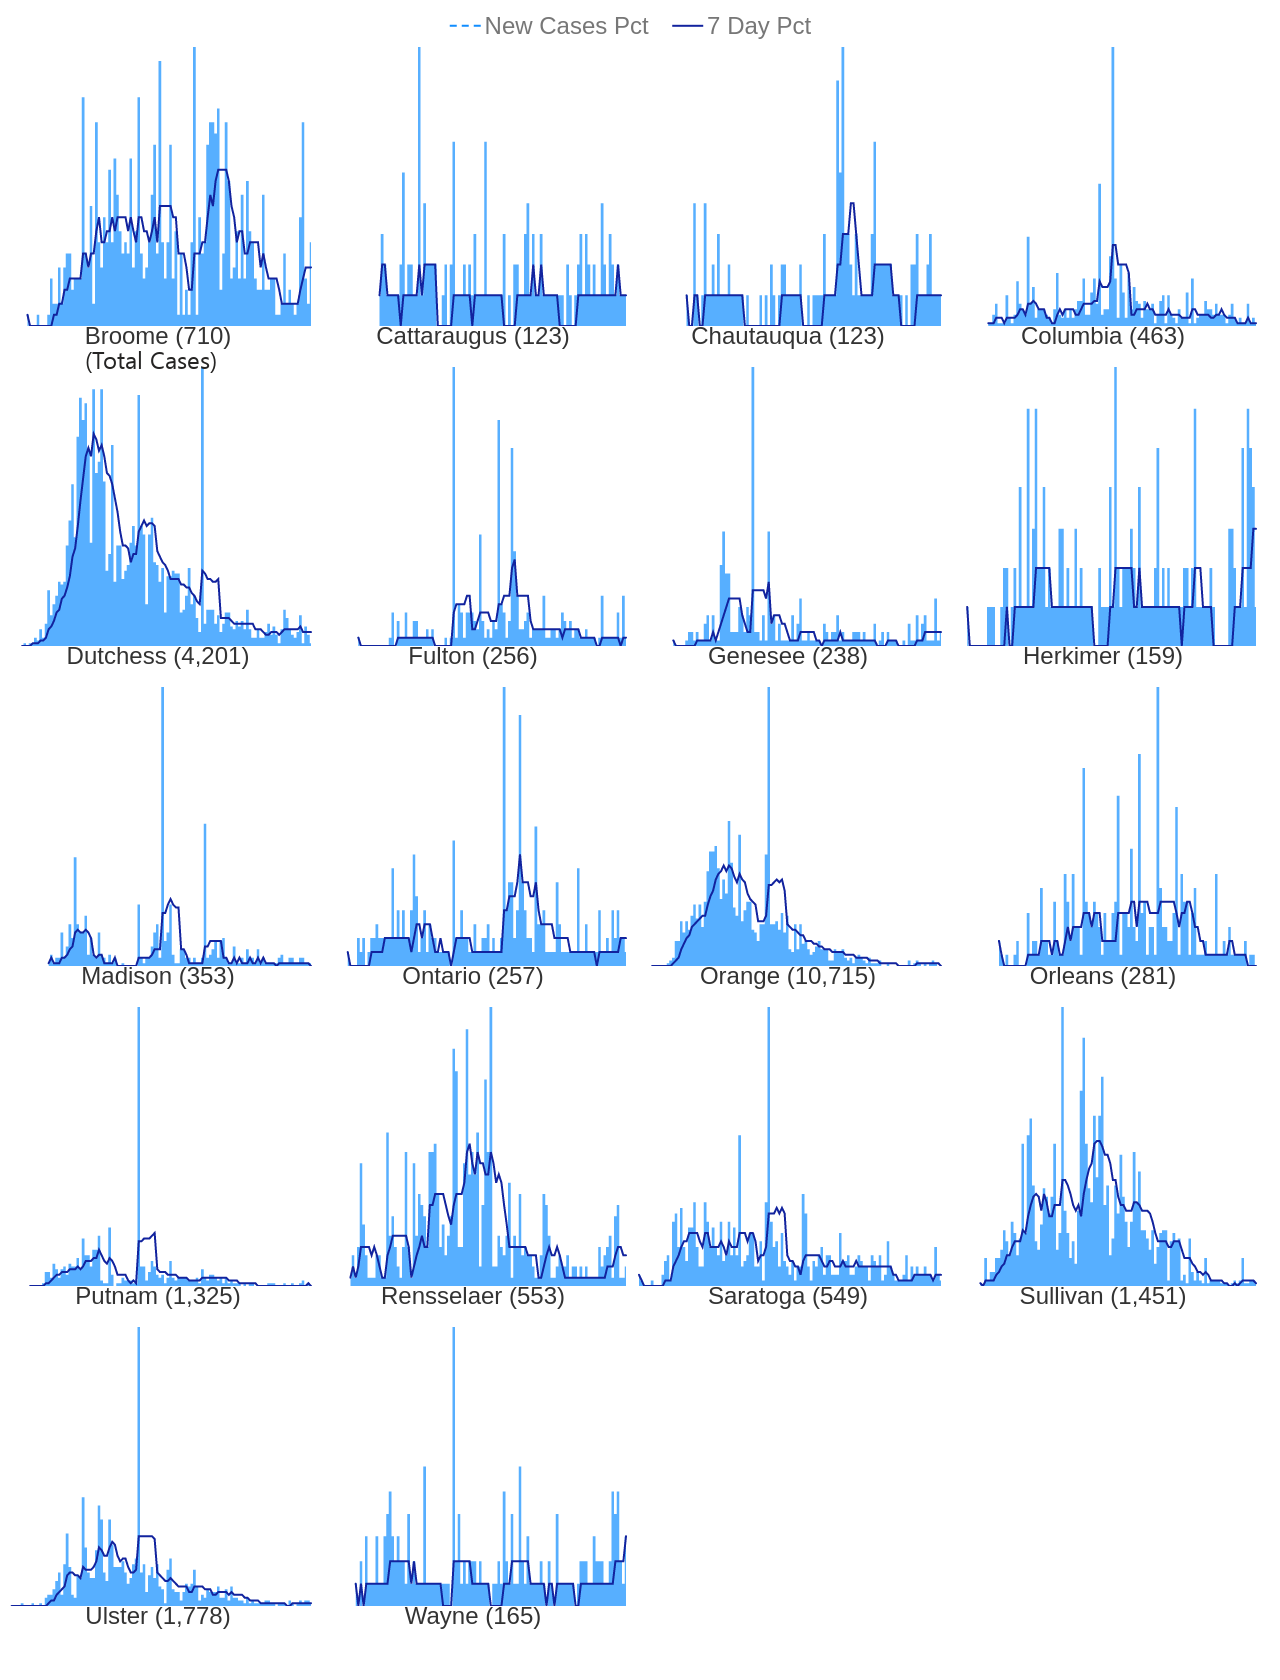 New Cases Pct 7 Day Pct
Broome (710) Cattaraugus (123) Chautauqua (123) Columbia (463)
(Total Cases)
Dutchess (4,201) Fulton (256) Genesee (238) Herkimer (159)
Madison (353) Ontario (257) Orange (10,715) Orleans (281)
Putnam (1,325) Rensselaer (553) Saratoga (549) Sullivan (1,451)
Ulster (1,778) Wayne (165)